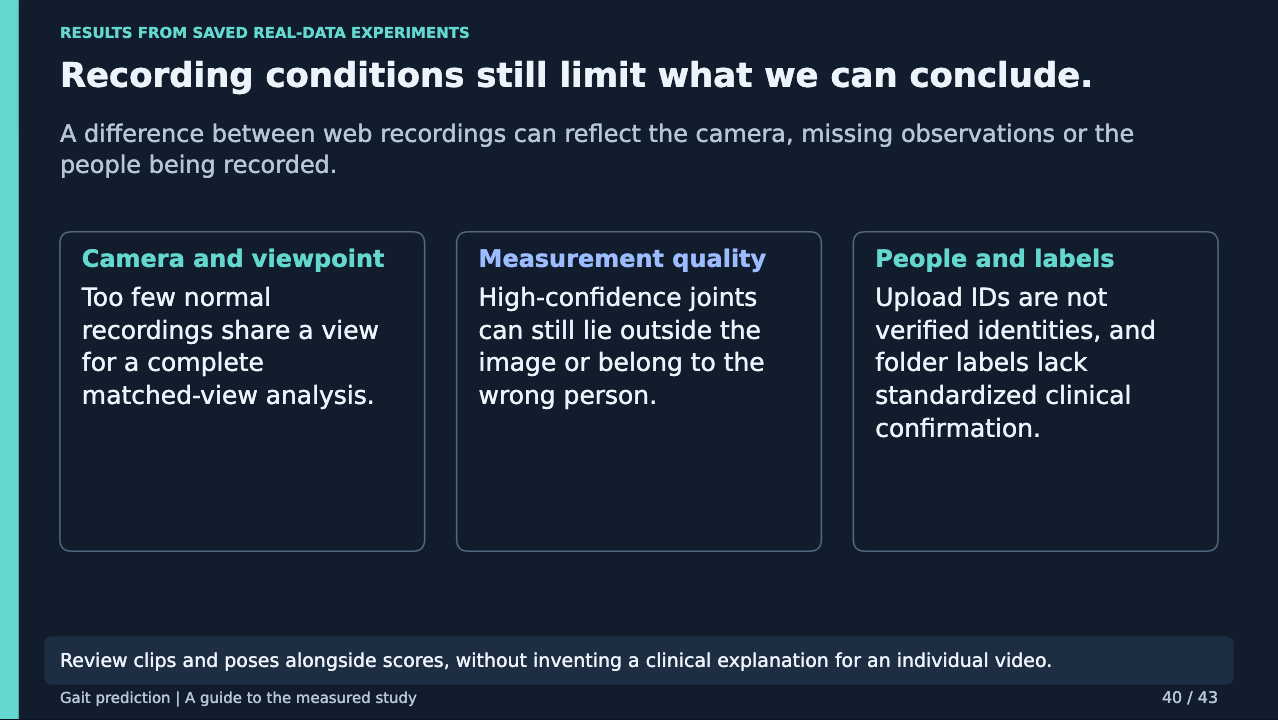 RESULTS FROM SAVED REAL-DATA EXPERIMENTS
Recording conditions still limit what we can conclude.
A difference between web recordings can reflect the camera, missing observations or the
people being recorded.
Camera and viewpoint
Too few normal
recordings share a view
for a complete
matched-view analysis.
Measurement quality
High-confidence joints
can still lie outside the
image or belong to the
wrong person.
People and labels
Upload IDs are not
verified identities, and
folder labels lack
standardized clinical
confirmation.
Review clips and poses alongside scores, without inventing a clinical explanation for an individual video.
Gait prediction | A guide to the measured study
40 / 43